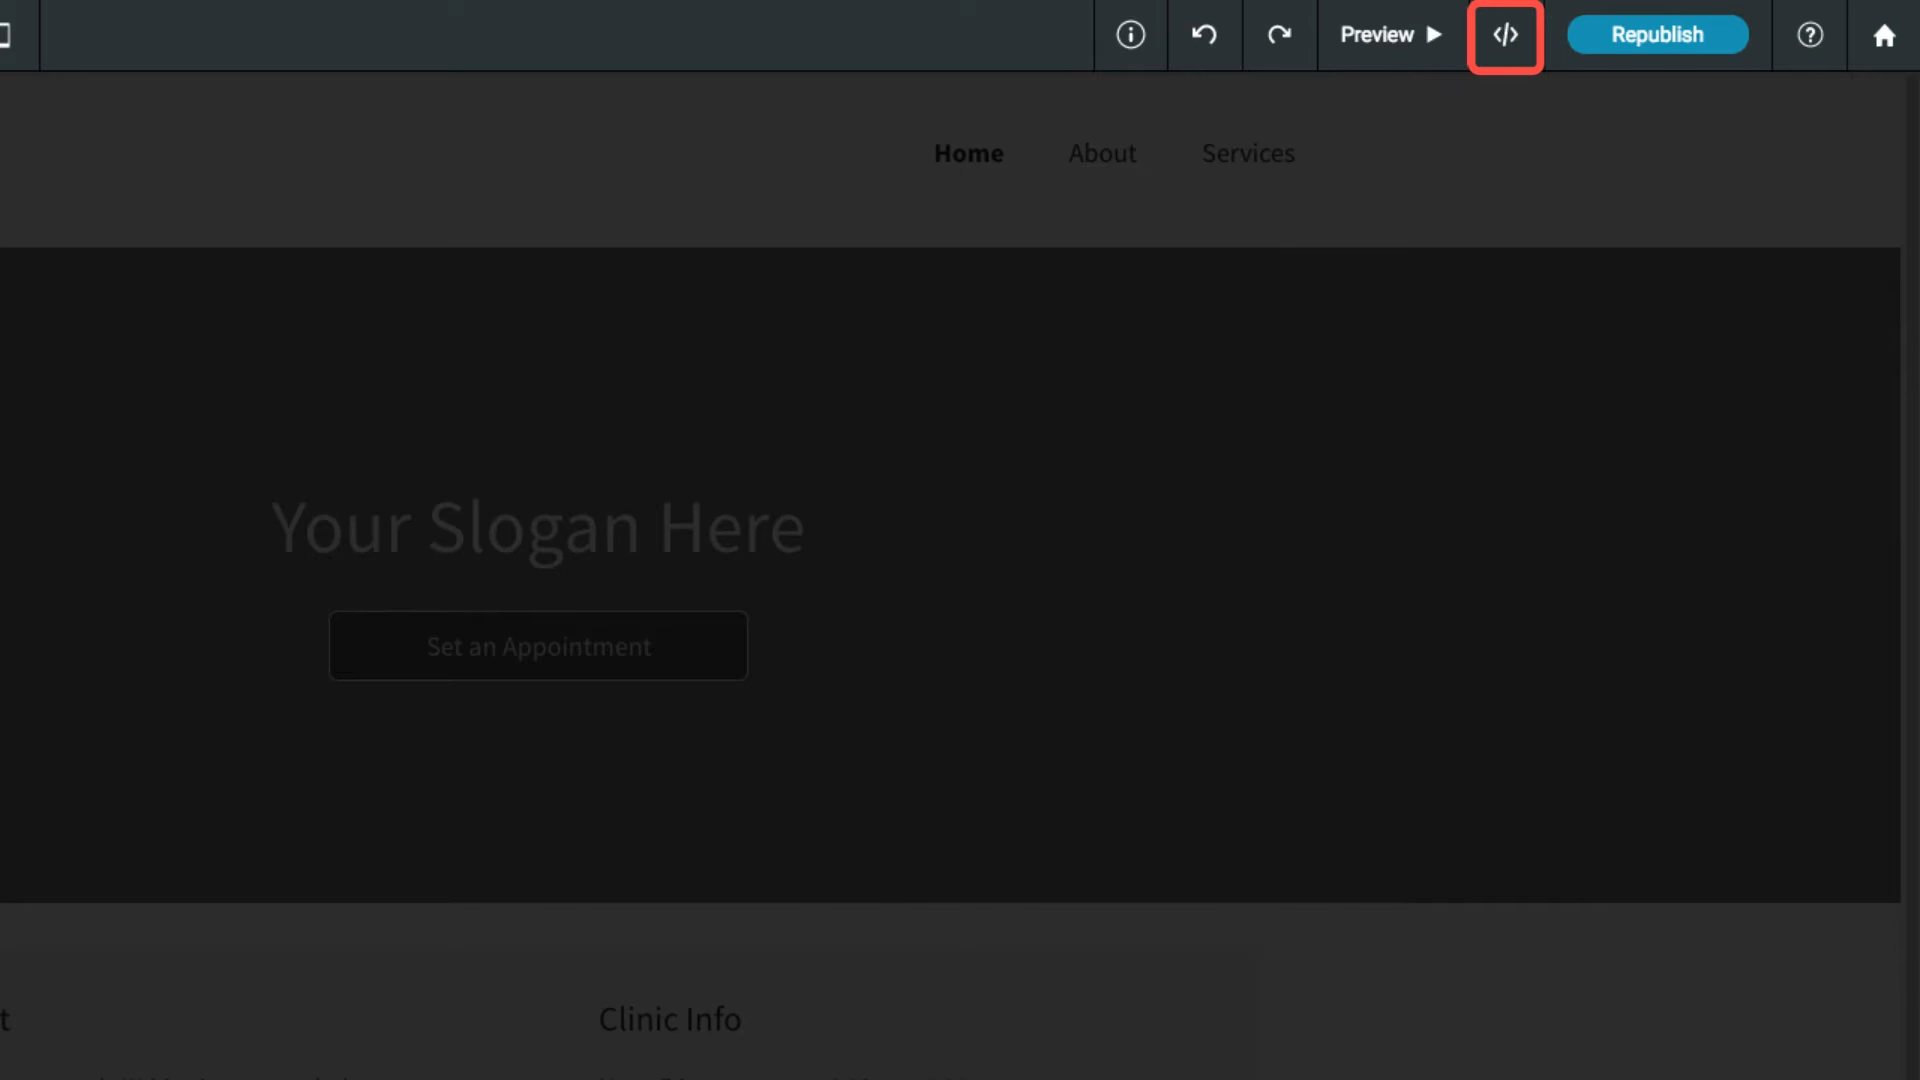 Preview
Republish
Home
About
Services
Your Slogan Here
Set an Appointment
t
Clinic Info